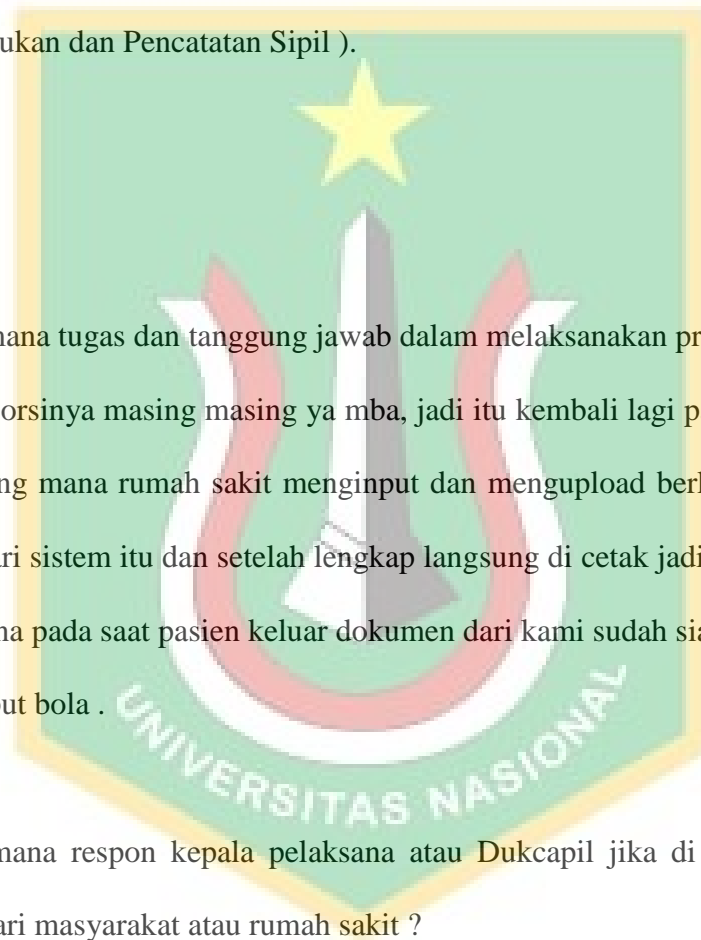 ukan dan Pencatatan Sipil ).
nana tugas dan tanggung jawab dalam melaksanakan pr
orsinya masing masing ya mba, jadi itu kembali lagi p
ng mana rumah sakit menginput dan mengupload berl
ari sistem itu dan setelah lengkap langsung di cetak jadi
na pada saat pasien keluar dokumen dari kami sudah sia
put bola .
UNIVERSITAS NASIONAL
mana respon kepala pelaksana atau Dukcapil jika di
ari masyarakat atau rumah sakit ?